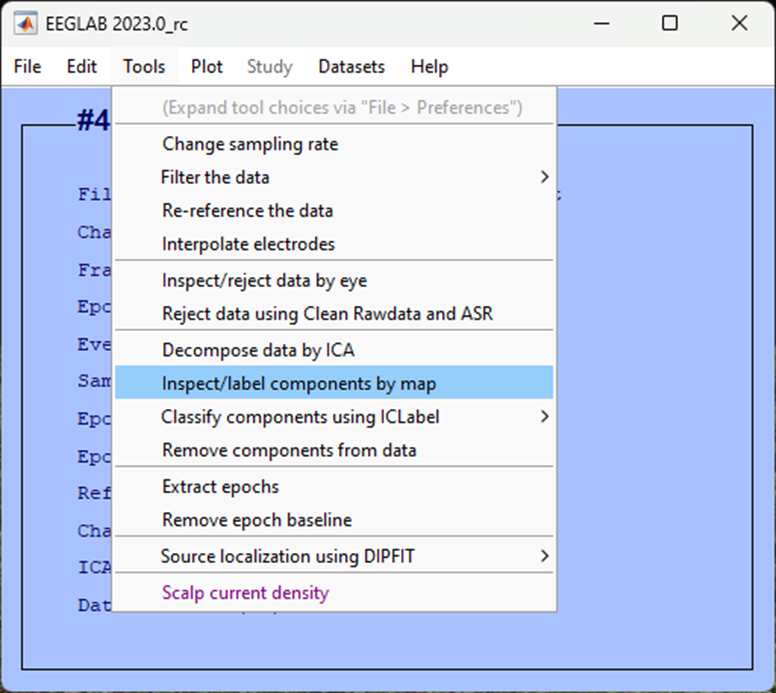 EEGLAB 2023.0_rc
File Edit Tools Plot Study Datasets Help
#4
(Expand tool choices via "File > Preferences")
Change sampling rate
Filter the data
Re-reference the data
Interpolate electrodes
Inspect/reject data by eye
Reject data using Clean Rawdata and ASR
Decompose data by ICA
Inspect/label components by map
Classify components using ICLabel
Remove components from data
Extract epochs
Remove epoch baseline
Source localization using DIPFIT
Scalp current density
Fil
Cha
Fra
Epo
Eve
Sam
Epo
Epo
Ref
Cha
ICA
Dat